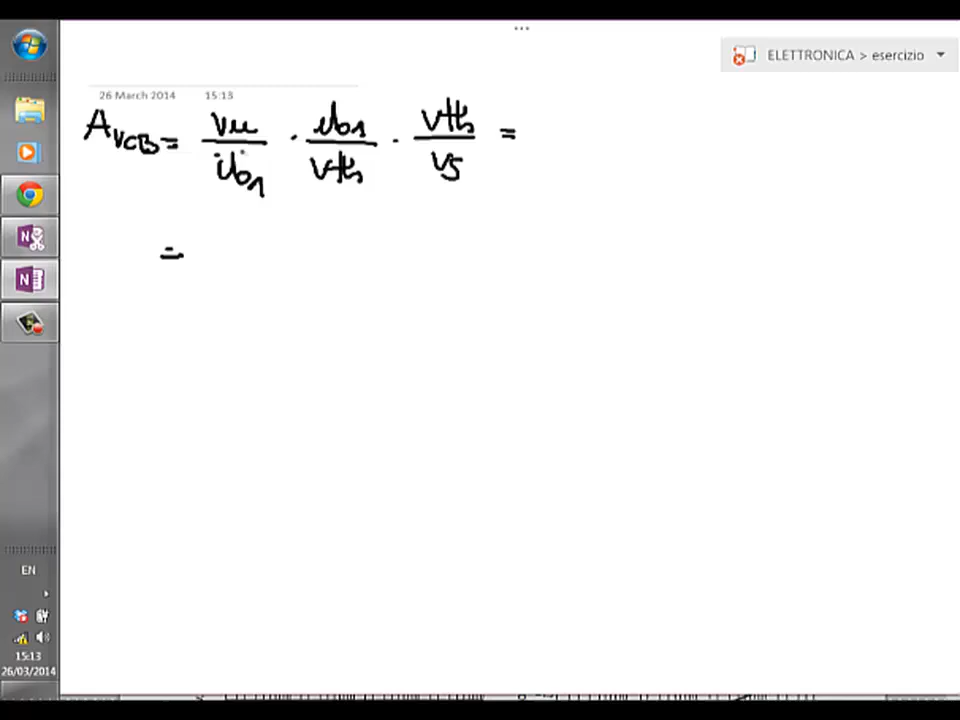 ...
ELETTRONICA > esercizio
26 March 2014 15:13
A_VCB = vu/ib1 · ib1/vth · vth/vs =
=
EN
15:13
26/03/2014